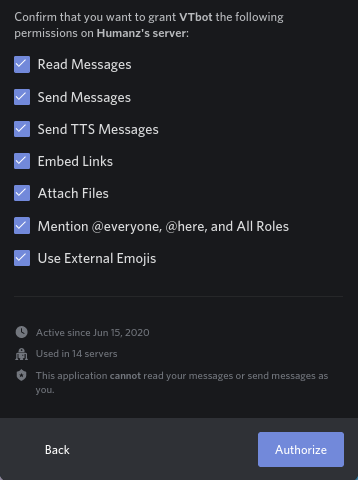 Confirm that you want to grant VTbot the following
permissions on Humanz's server:
Read Messages
Send Messages
Send TTS Messages
Embed Links
Attach Files
Mention @everyone, @here, and All Roles
Use External Emojis
Active since Jun 15, 2020
Used in 14 servers
This application cannot read your messages or send messages as
you.
Back
Authorize